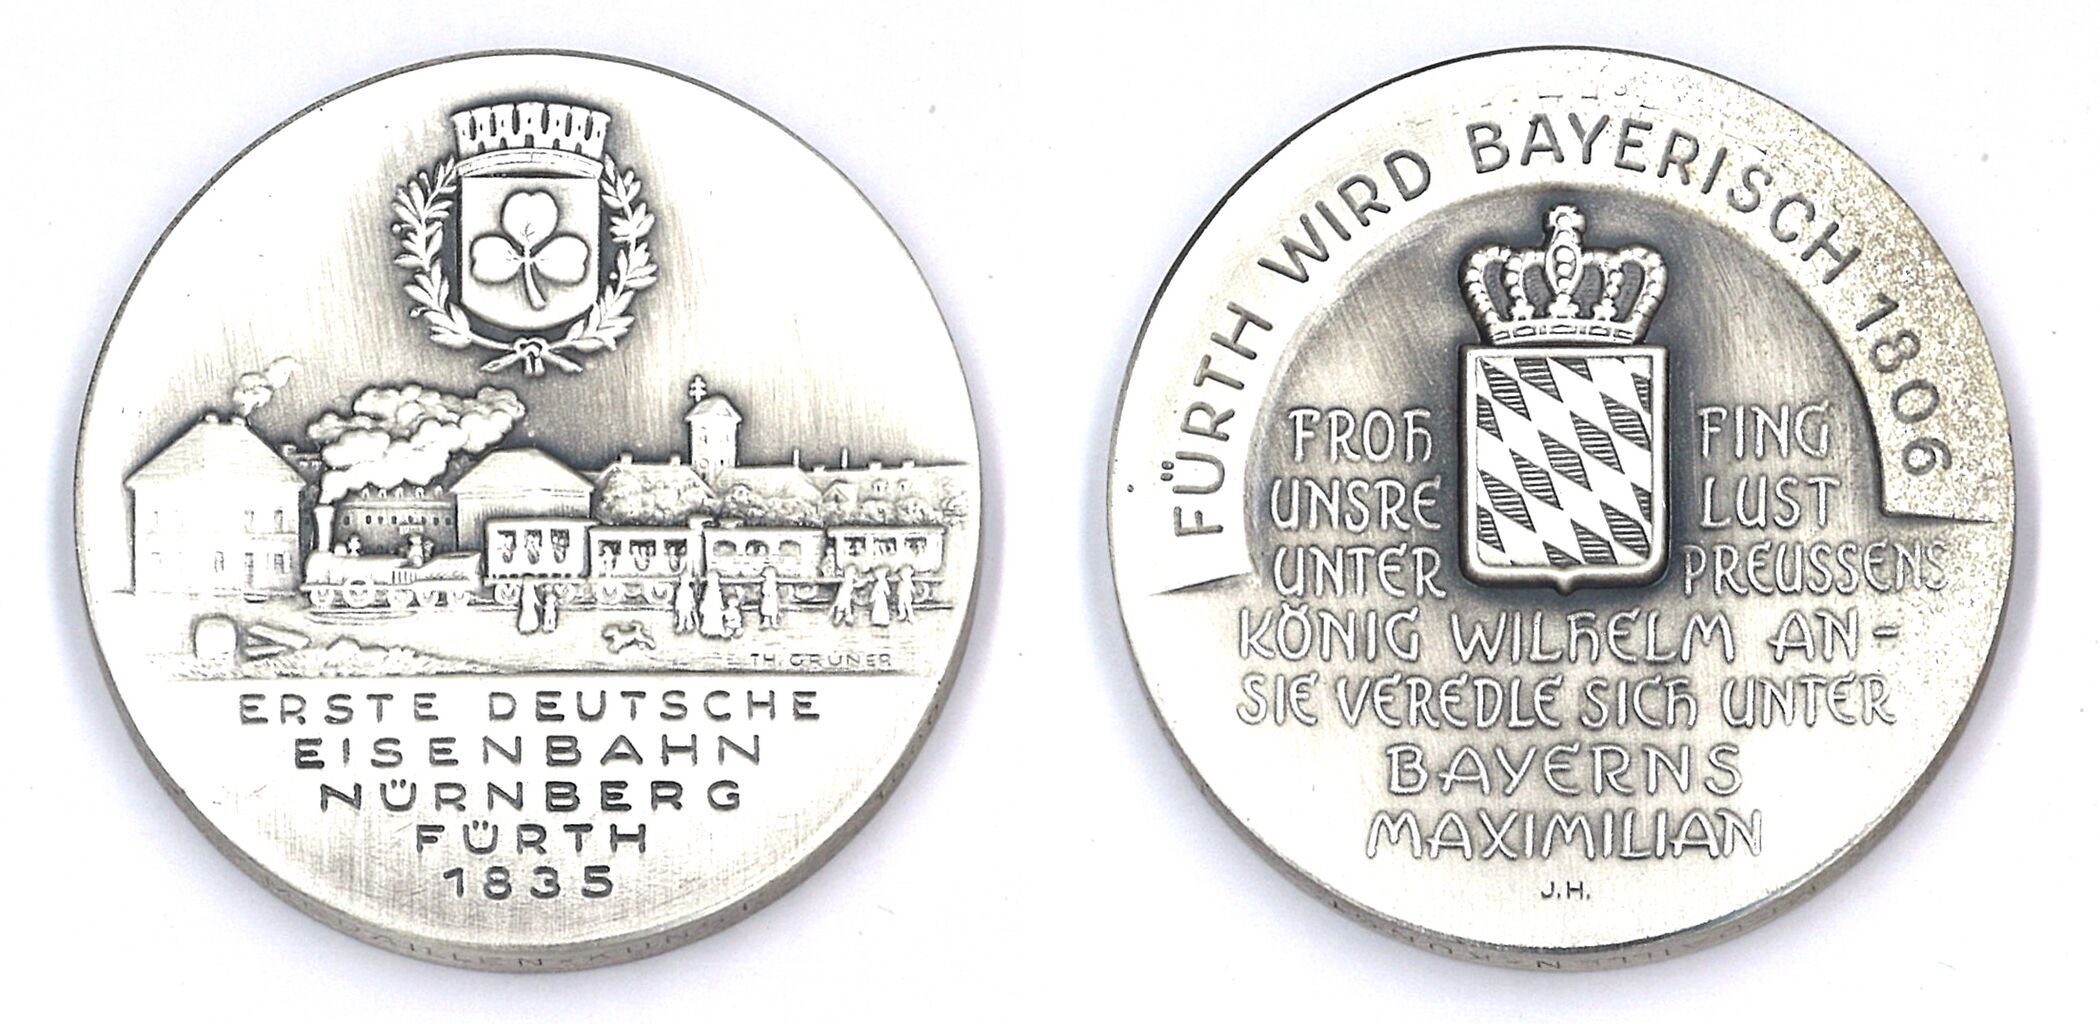 TH. GRUNER
ERSTE DEUTSCHE
EISENBAHN
NÜRNBERG
FÜRTH
1835
FÜRTH WIRD BAYERISCH 1806
FROH FING
UNSRE LUST
UNTER PREUSSENS
KÖNIG WILHELM AN-
SIE VEREDLE SICH UNTER
BAYERNS
MAXIMILIAN
J.H.